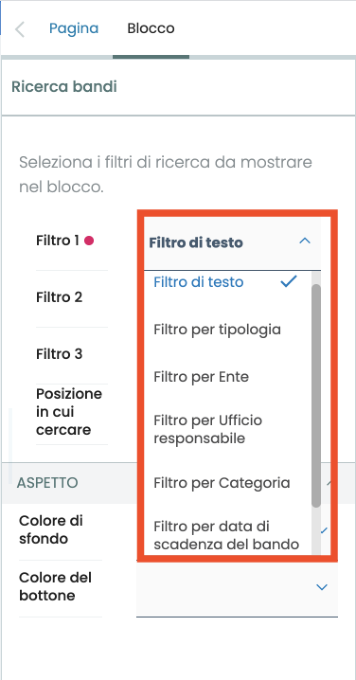 Pagina Blocco
Ricerca bandi
Seleziona i filtri di ricerca da mostrare
nel blocco.
Filtro 1
Filtro di testo
Filtro di testo
Filtro 2
Filtro per tipologia
Filtro 3
Filtro per Ente
Posizione
in cui
cercare
Filtro per Ufficio
responsabile
ASPETTO
Filtro per Categoria
Colore di
sfondo
Filtro per data di
scadenza del bando
Colore del
bottone